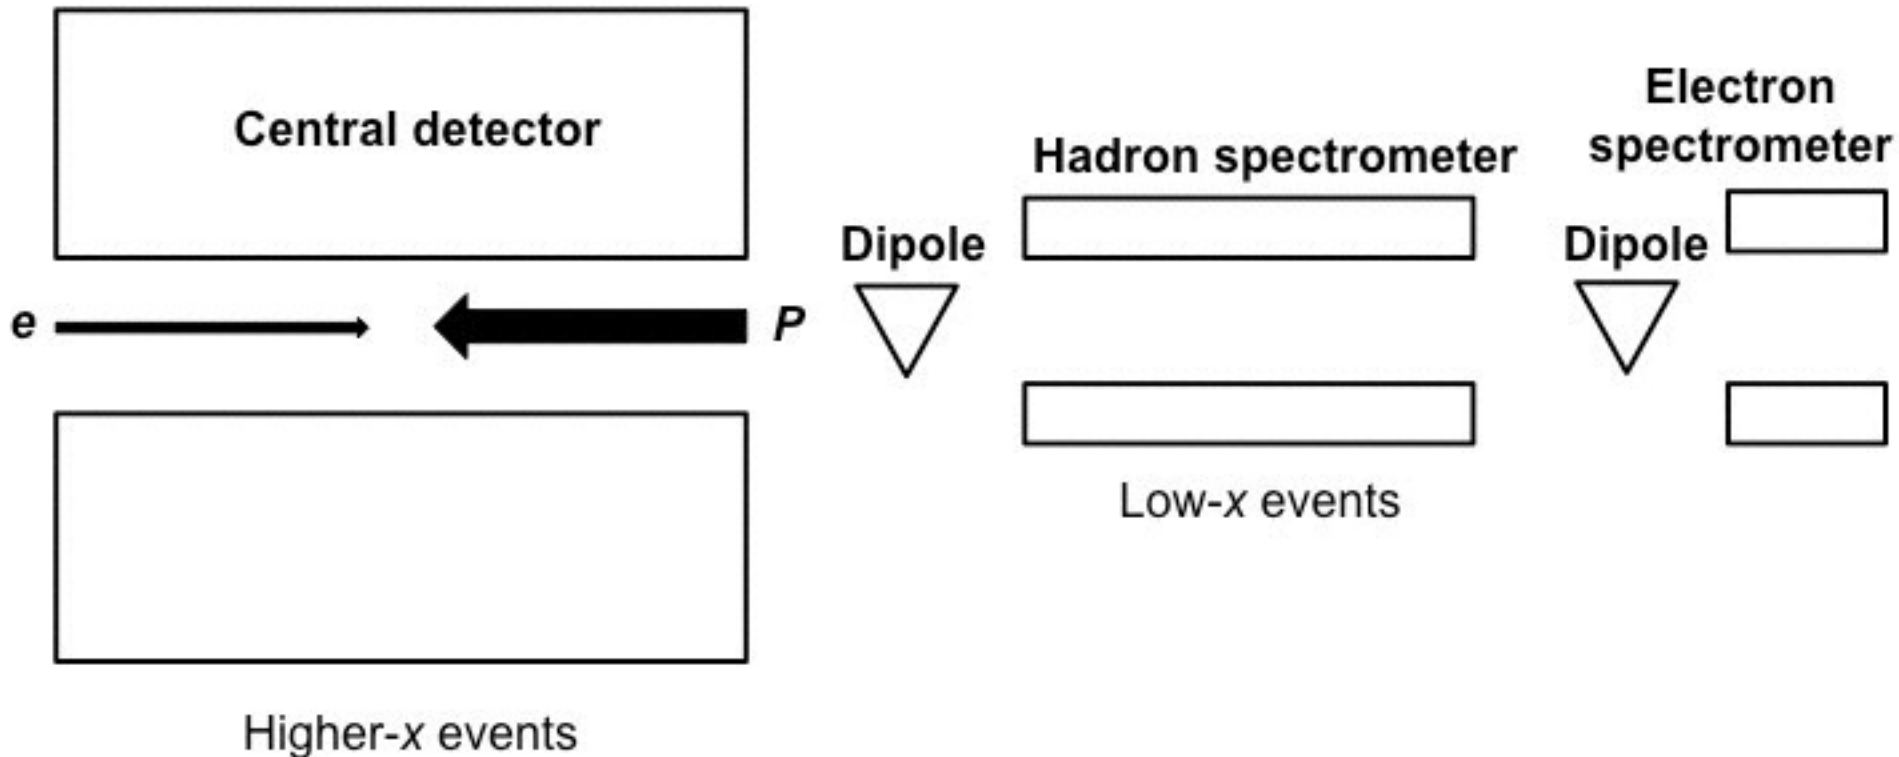 Central detector
Hadron spectrometer
Electron
spectrometer
Dipole
Dipole
e
P
Low-x events
Higher-x events